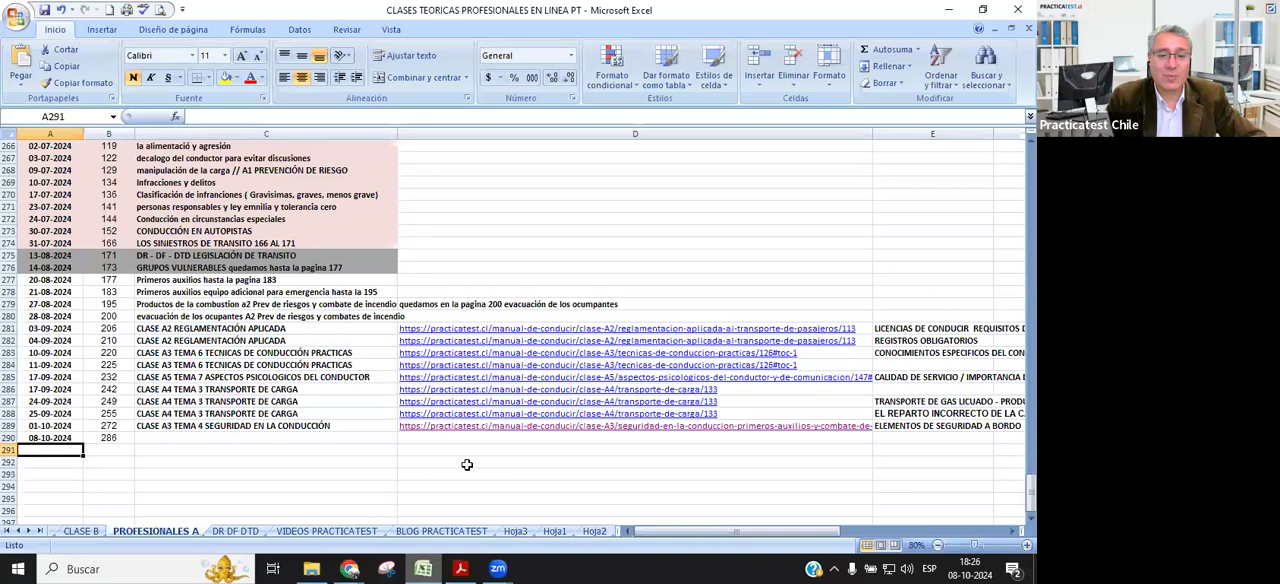 CLASES TEORICAS PROFESIONALES EN LINEA PT - Microsoft Excel
Inicio Insertar Diseño de página Fórmulas Datos Revisar Vista
Cortar
Copiar
Copiar formato
Pegar
Portapapeles
Calibri 11
N K S
Fuente
Ajustar texto
Combinar y centrar
Alineación
General
$ % 000
Número
Formato condicional
Dar formato como tabla
Estilos de celda
Estilos
Insertar Eliminar Formato
Celdas
Autosuma
Rellenar
Borrar
Ordenar y filtrar
Buscar y seleccionar
Modificar
PRACTICATEST.cl
Practicatest Chile
A291 fx
A B C D E
266 02-07-2024 119 la alimentació y agresión
267 03-07-2024 122 decalogo del conductor para evitar discusiones
268 09-07-2024 129 manipulación de la carga // A1 PREVENCIÓN DE RIESGO
269 10-07-2024 134 Infracciones y delitos
270 17-07-2024 136 Clasificación de infranciones ( Gravisimas, graves, menos grave)
271 23-07-2024 141 personas responsables y ley emnilia y tolerancia cero
272 24-07-2024 144 Conducción en circunstancias especiales
273 30-07-2024 152 CONDUCCIÓN EN AUTOPISTAS
274 31-07-2024 166 LOS SINIESTROS DE TRANSITO 166 AL 171
275 13-08-2024 171 DR - DF - DTD LEGISLACIÓN DE TRANSITO
276 14-08-2024 173 GRUPOS VULNERABLES quedamos hasta la pagina 177
277 20-08-2024 177 Primeros auxilios hasta la pagina 183
278 21-08-2024 183 Primeros auxilios equipo adicional para emergencia hasta la 195
279 27-08-2024 195 Productos de la combustion a2 Prev de riesgos y combate de incendio quedamos en la pagina 200 evacuación de los ocumpantes
280 28-08-2024 200 evacuación de los ocupantes A2 Prev de riesgos y combates de incendio
281 03-09-2024 206 CLASE A2 REGLAMENTACIÓN APLICADA https://practicatest.cl/manual-de-conducir/clase-A2/reglamentacion-aplicada-al-transporte-de-pasajeros/113 LICENCIAS DE CONDUCIR REQUISITOS D
282 04-09-2024 210 CLASE A2 REGLAMENTACIÓN APLICADA https://practicatest.cl/manual-de-conducir/clase-A2/reglamentacion-aplicada-al-transporte-de-pasajeros/113 REGISTROS OBLIGATORIOS
283 10-09-2024 220 CLASE A3 TEMA 6 TECNICAS DE CONDUCCIÓN PRACTICAS https://practicatest.cl/manual-de-conducir/clase-A3/tecnicas-de-conduccion-practicas/126#toc-1 CONOCIMIENTOS ESPECIFICOS DEL CON
284 11-09-2024 225 CLASE A3 TEMA 6 TECNICAS DE CONDUCCIÓN PRACTICAS https://practicatest.cl/manual-de-conducir/clase-A3/tecnicas-de-conduccion-practicas/126#toc-1
285 17-09-2024 232 CLASE A5 TEMA 7 ASPECTOS PSICOLOGICOS DEL CONDUCTOR https://practicatest.cl/manual-de-conducir/clase-A5/aspectos-psicologicos-del-conductor-y-de-comunicacion/147# CALIDAD DE SERVICIO / IMPORTANCIA D
286 17-09-2024 242 CLASE A4 TEMA 3 TRANSPORTE DE CARGA https://practicatest.cl/manual-de-conducir/clase-A4/transporte-de-carga/133
287 24-09-2024 249 CLASE A4 TEMA 3 TRANSPORTE DE CARGA https://practicatest.cl/manual-de-conducir/clase-A4/transporte-de-carga/133 TRANSPORTE DE GAS LICUADO - PRODU
288 25-09-2024 255 CLASE A4 TEMA 3 TRANSPORTE DE CARGA https://practicatest.cl/manual-de-conducir/clase-A4/transporte-de-carga/133 EL REPARTO INCORRECTO DE LA C
289 01-10-2024 272 CLASE A3 TEMA 4 SEGURIDAD EN LA CONDUCCIÓN https://practicatest.cl/manual-de-conducir/clase-A3/seguridad-en-la-conduccion-primeros-auxilios-y-combate-de- ELEMENTOS DE SEGURIDAD A BORDO
290 08-10-2024 286
291
292
293
294
295
296
297
CLASE B PROFESIONALES A DR DF DTD VIDEOS PRACTICATEST BLOG PRACTICATEST Hoja3 Hoja1 Hoja2
Listo 80%
Buscar ESP 18:26
08-10-2024 2